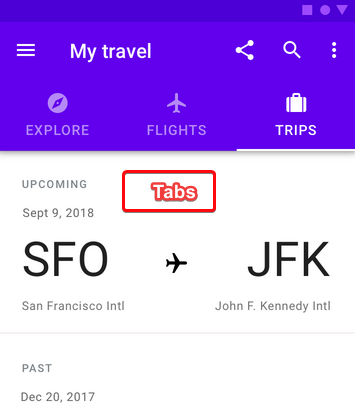 My travel
EXPLORE FLIGHTS TRIPS
UPCOMING
Tabs
Sept 9, 2018
SFO JFK
San Francisco Intl John F. Kennedy Intl
PAST
Dec 20, 2017